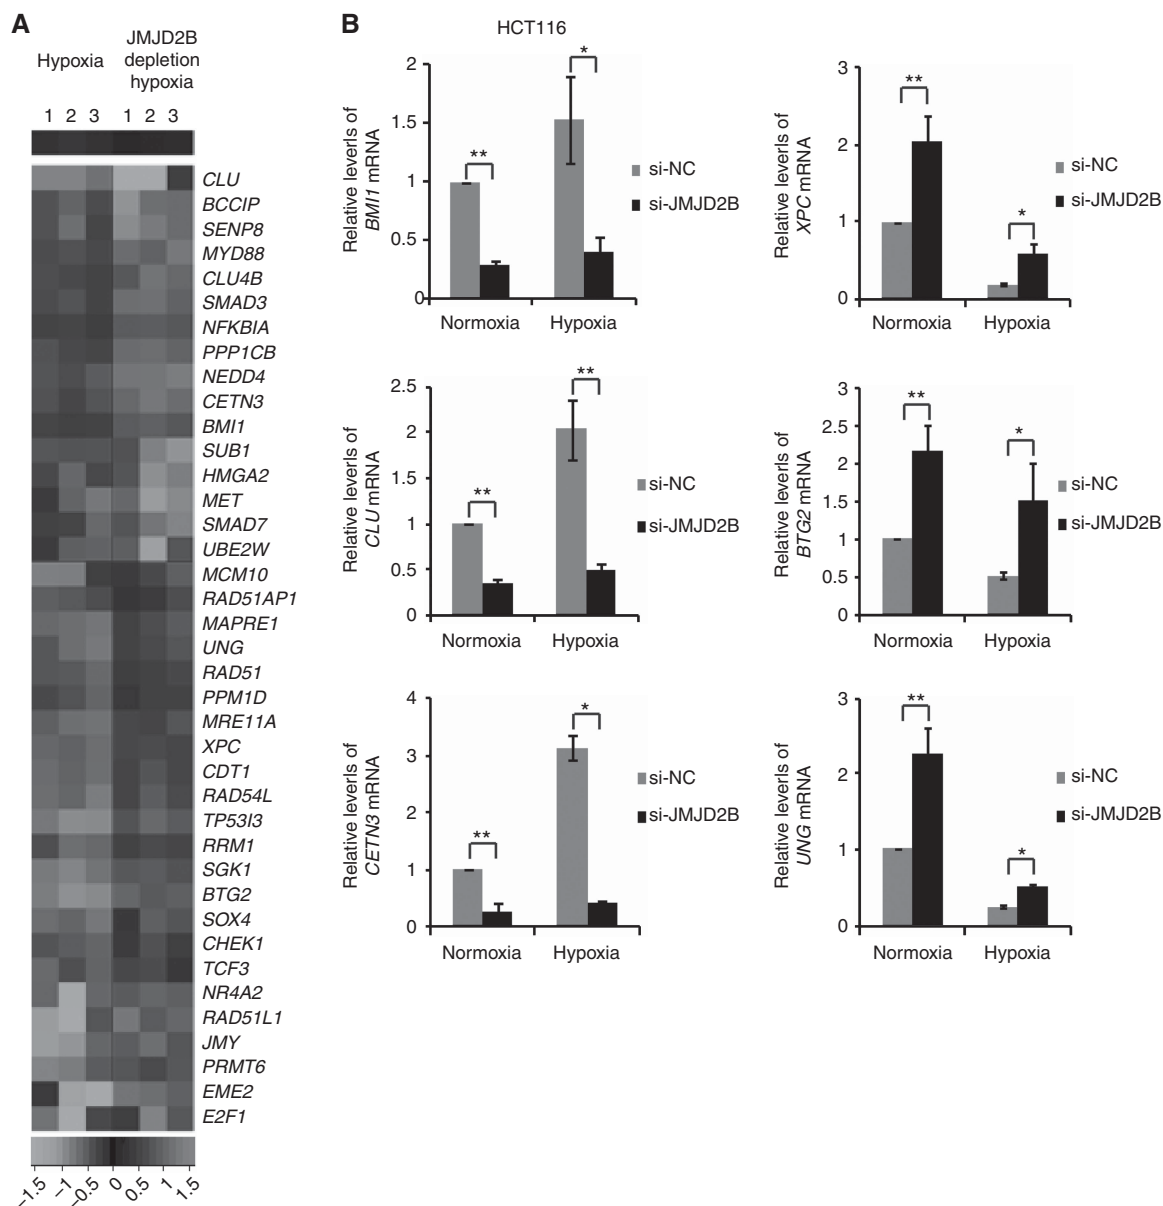 A
Hypoxia
JMJD2B
depletion
hypoxia
1 2 3 1 2 3
CLU
BCCIP
SENP8
MYD88
CLU4B
SMAD3
NFKBIA
PPP1CB
NEDD4
CETN3
BMI1
SUB1
HMGA2
MET
SMAD7
UBE2W
MCM10
RAD51AP1
MAPRE1
UNG
RAD51
PPM1D
MRE11A
XPC
CDT1
RAD54L
TP53I3
RRM1
SGK1
BTG2
SOX4
CHEK1
TCF3
NR4A2
RAD51L1
JMY
PRMT6
EME2
E2F1
−1.5 −1 −0.5 0 0.5 1 1.5
B
HCT116
Relative leverls of
BMI1 mRNA
2
1.5
1
0.5
0
**
*
si-NC
si-JMJD2B
Normoxia Hypoxia
Relative leverls of
XPC mRNA
3
2
1
0
**
*
si-NC
si-JMJD2B
Normoxia Hypoxia
Relative leverls of
CLU mRNA
2.5
2
1.5
1
0.5
0
**
**
si-NC
si-JMJD2B
Normoxia Hypoxia
Relative leverls of
BTG2 mRNA
3
2.5
2
1.5
1
0.5
0
**
*
si-NC
si-JMJD2B
Normoxia Hypoxia
Relative leverls of
CETN3 mRNA
4
3
2
1
0
**
*
si-NC
si-JMJD2B
Normoxia Hypoxia
Relative leverls of
UNG mRNA
3
2
1
0
**
*
si-NC
si-JMJD2B
Normoxia Hypoxia